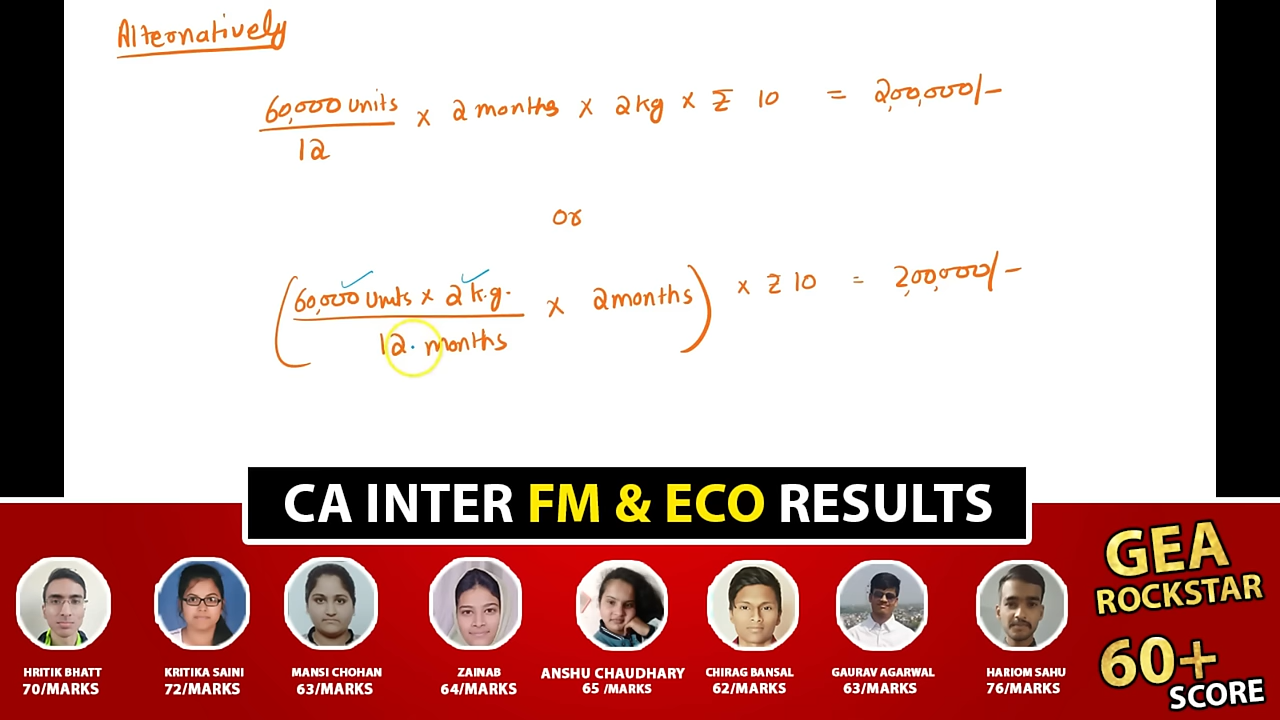 Alternatively
60,000 units / 12 × 2 months × 2 kg × ₹ 10 = 2,00,000/-
or
(60,000 units × 2 k.g. / 12 months × 2 months) × ₹ 10 = 2,00,000/-
CA INTER FM & ECO RESULTS
GEA
ROCKSTAR
60+
SCORE
HRITIK BHATT
70/MARKS
KRITIKA SAINI
72/MARKS
MANSI CHOHAN
63/MARKS
ZAINAB
64/MARKS
ANSHU CHAUDHARY
65 /MARKS
CHIRAG BANSAL
62/MARKS
GAURAV AGARWAL
63/MARKS
HARIOM SAHU
76/MARKS